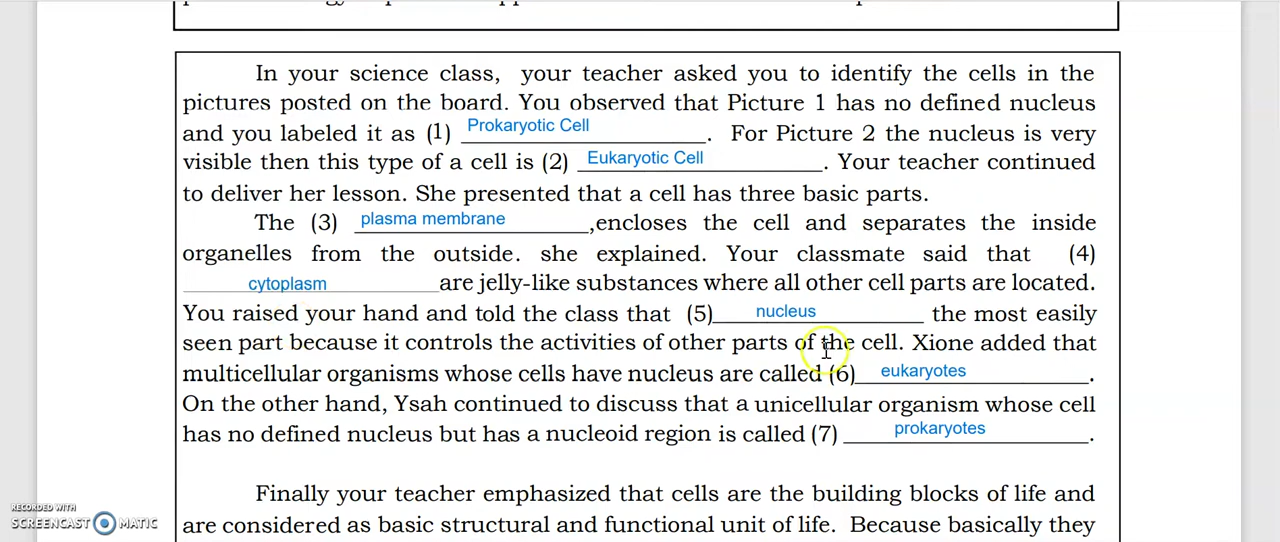 In your science class, your teacher asked you to identify the cells in the
pictures posted on the board. You observed that Picture 1 has no defined nucleus
and you labeled it as (1) Prokaryotic Cell. For Picture 2 the nucleus is very
visible then this type of a cell is (2) Eukaryotic Cell. Your teacher continued
to deliver her lesson. She presented that a cell has three basic parts.
The (3) plasma membrane,encloses the cell and separates the inside
organelles from the outside. she explained. Your classmate said that (4)
cytoplasm are jelly-like substances where all other cell parts are located.
You raised your hand and told the class that (5) nucleus the most easily
seen part because it controls the activities of other parts of the cell. Xione added that
multicellular organisms whose cells have nucleus are called (6) eukaryotes.
On the other hand, Ysah continued to discuss that a unicellular organism whose cell
has no defined nucleus but has a nucleoid region is called (7) prokaryotes.
Finally your teacher emphasized that cells are the building blocks of life and
are considered as basic structural and functional unit of life. Because basically they
RECORDED WITH
SCREENCAST MATIC